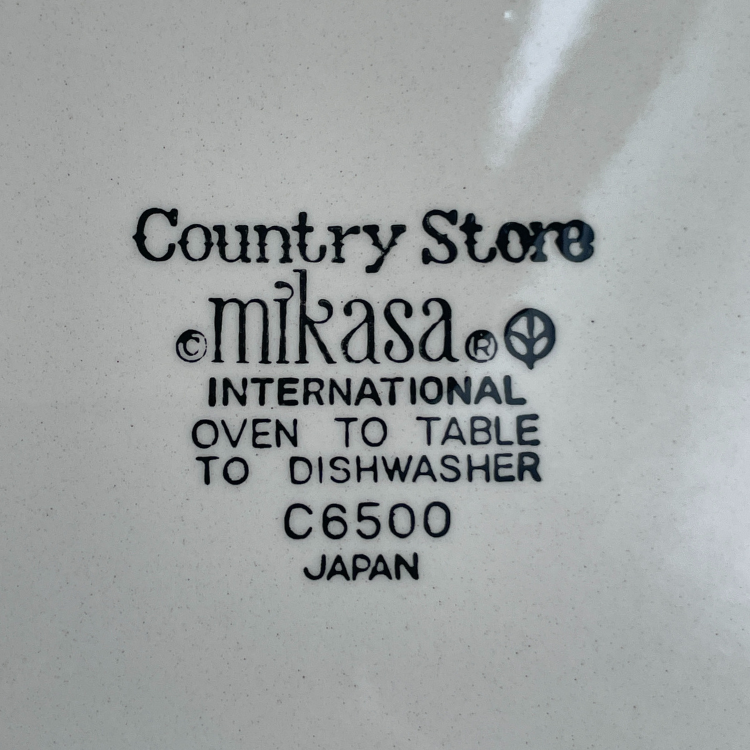 Country Store
©mikasa®
INTERNATIONAL
OVEN TO TABLE
TO DISHWASHER
C6500
JAPAN